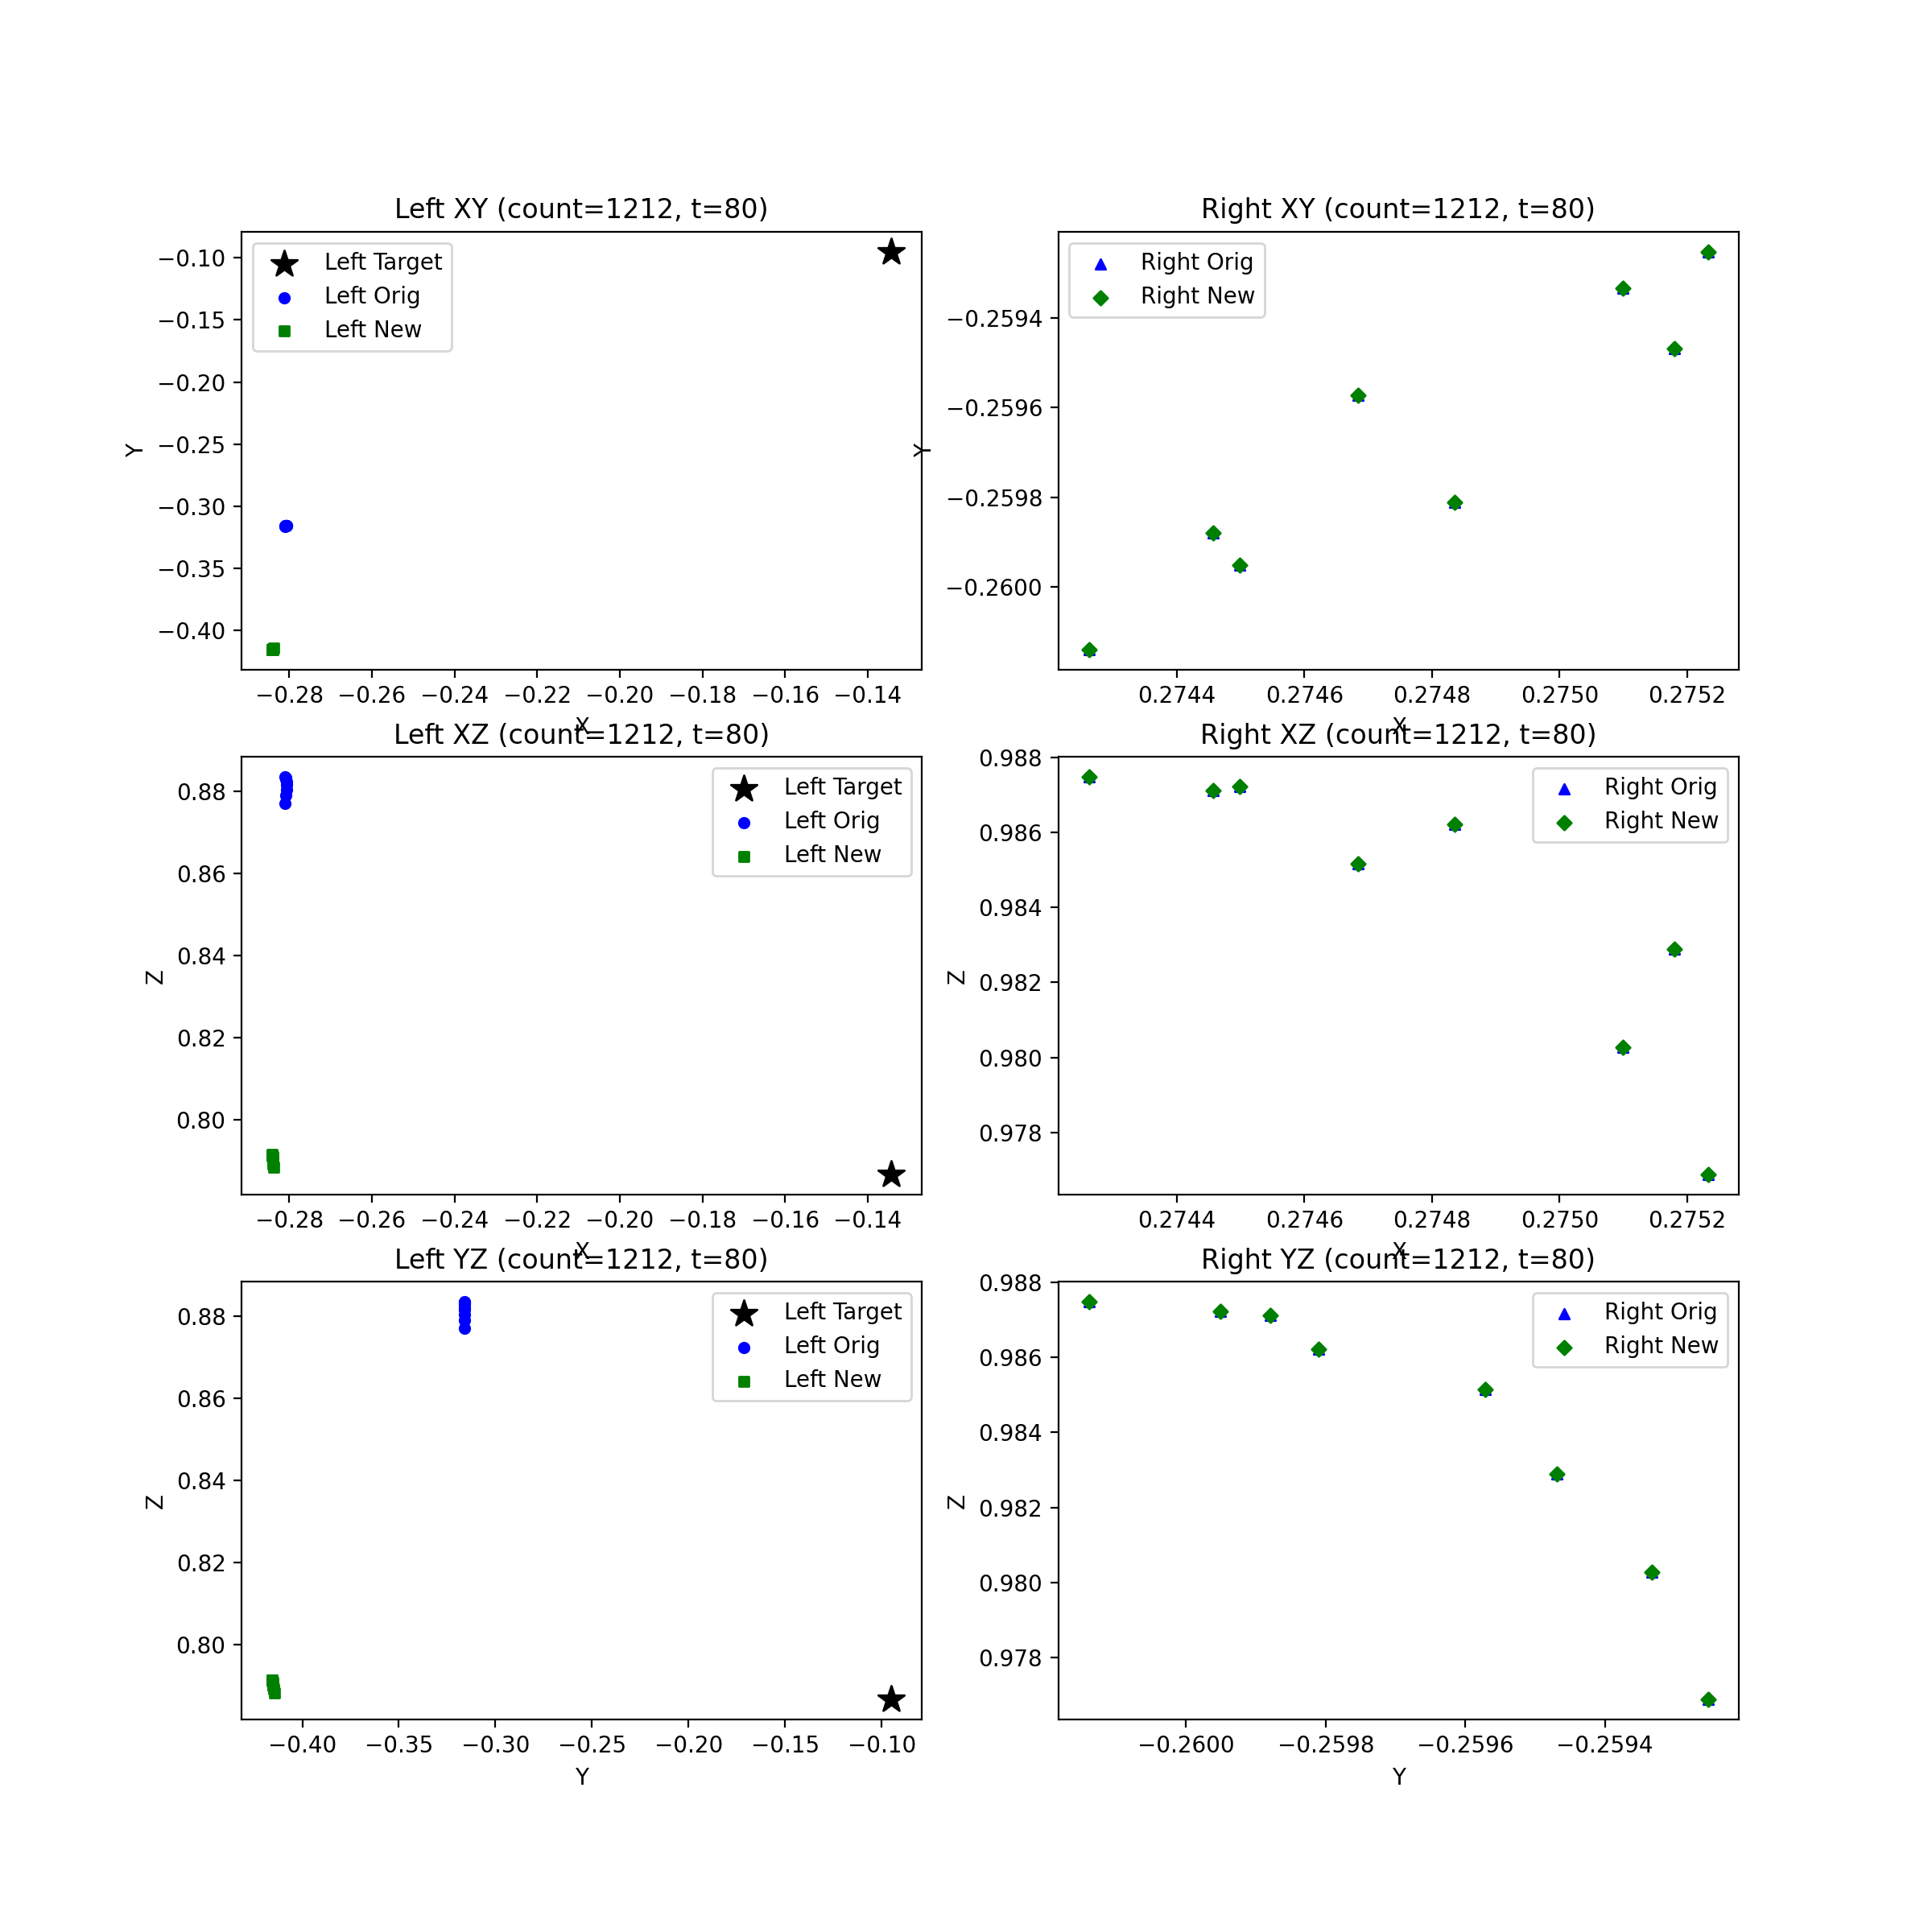 Left XY (count=1212, t=80)
Left Target
Left Orig
Left New
−0.10
−0.15
−0.20
−0.25
−0.30
−0.35
−0.40
Y
−0.28 −0.26 −0.24 −0.22 −0.20 −0.18 −0.16 −0.14
X
Right XY (count=1212, t=80)
Right Orig
Right New
−0.2594
−0.2596
−0.2598
−0.2600
Y
0.2744 0.2746 0.2748 0.2750 0.2752
X
Left XZ (count=1212, t=80)
Left Target
Left Orig
Left New
0.88
0.86
0.84
0.82
0.80
Z
−0.28 −0.26 −0.24 −0.22 −0.20 −0.18 −0.16 −0.14
X
Right XZ (count=1212, t=80)
Right Orig
Right New
0.988
0.986
0.984
0.982
0.980
0.978
Z
0.2744 0.2746 0.2748 0.2750 0.2752
X
Left YZ (count=1212, t=80)
Left Target
Left Orig
Left New
0.88
0.86
0.84
0.82
0.80
Z
−0.40 −0.35 −0.30 −0.25 −0.20 −0.15 −0.10
Y
Right YZ (count=1212, t=80)
Right Orig
Right New
0.988
0.986
0.984
0.982
0.980
0.978
Z
−0.2600 −0.2598 −0.2596 −0.2594
Y